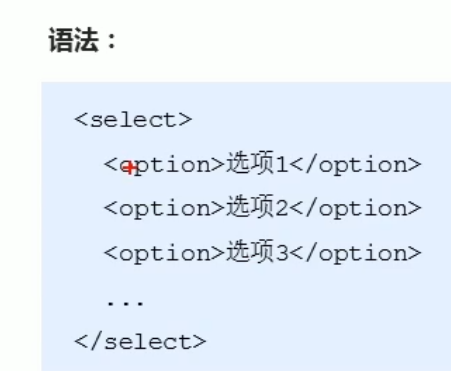 语法：
<select>
<option>选项1</option>
<option>选项2</option>
<option>选项3</option>
...
</select>